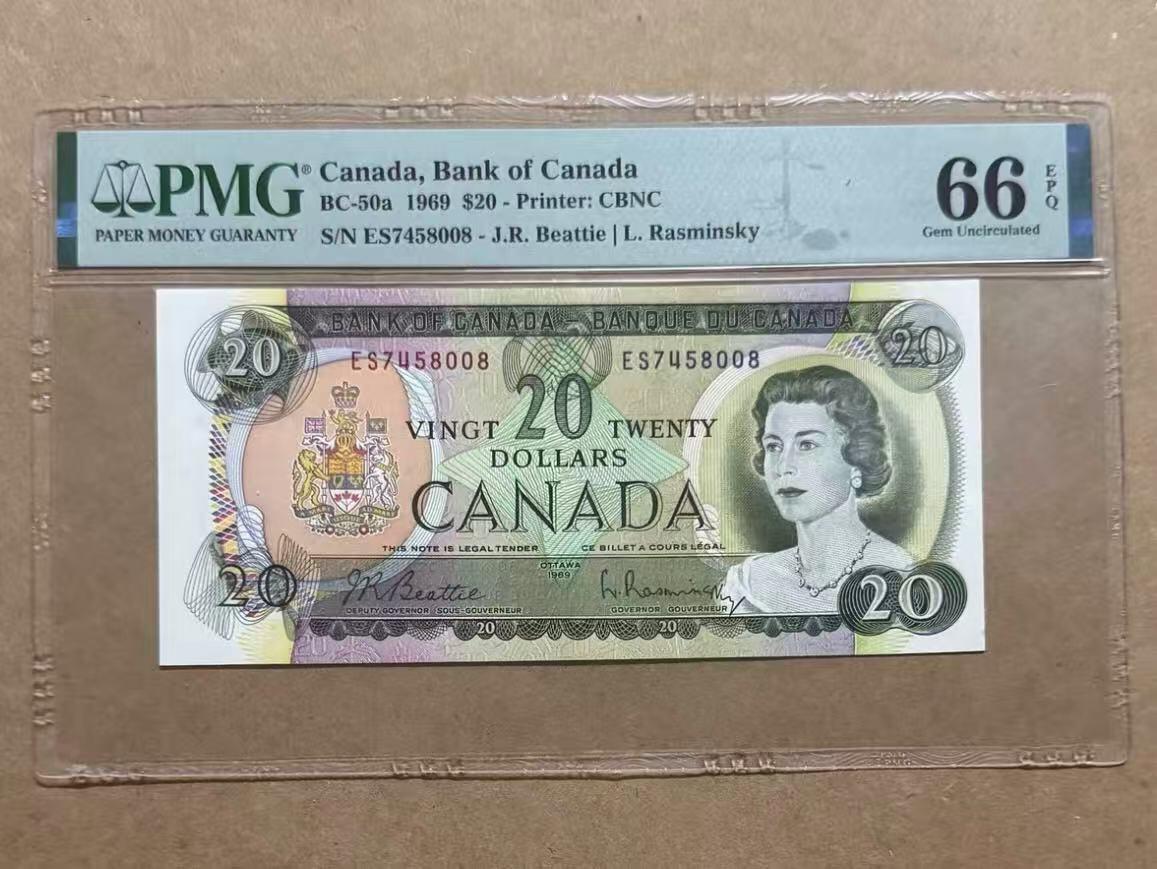 PMG®
PAPER MONEY GUARANTY
Canada, Bank of Canada
BC-50a 1969 $20 - Printer: CBNC
S/N ES7458008 - J.R. Beattie | L. Rasminsky
66 EPQ
Gem Uncirculated
BANK OF CANADA – BANQUE DU CANADA
20 20
ES7458008 ES7458008
VINGT 20 TWENTY
DOLLARS
CANADA
THIS NOTE IS LEGAL TENDER CE BILLET A COURS LÉGAL
OTTAWA
1969
20 JR Beattie L. Rasminsky 20
DEPUTY GOVERNOR SOUS-GOUVERNEUR GOVERNOR GOUVERNEUR
20 20